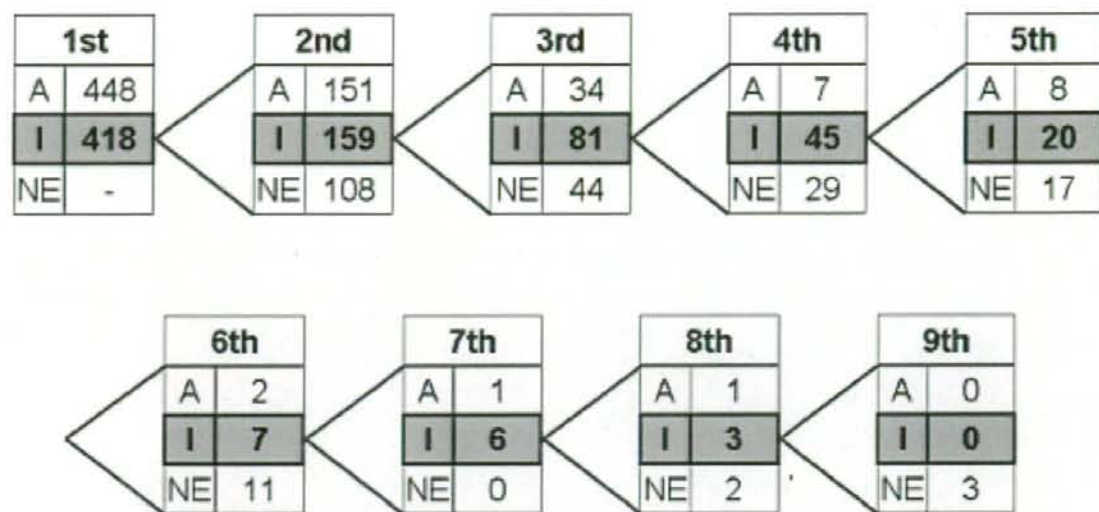 1st 2nd 3rd 4th 5th
A 448 A 151 A 34 A 7 A 8
I 418 I 159 I 81 I 45 I 20
NE - NE 108 NE 44 NE 29 NE 17
6th 7th 8th 9th
A 2 A 1 A 1 A 0
I 7 I 6 I 3 I 0
NE 11 NE 0 NE 2 NE 3